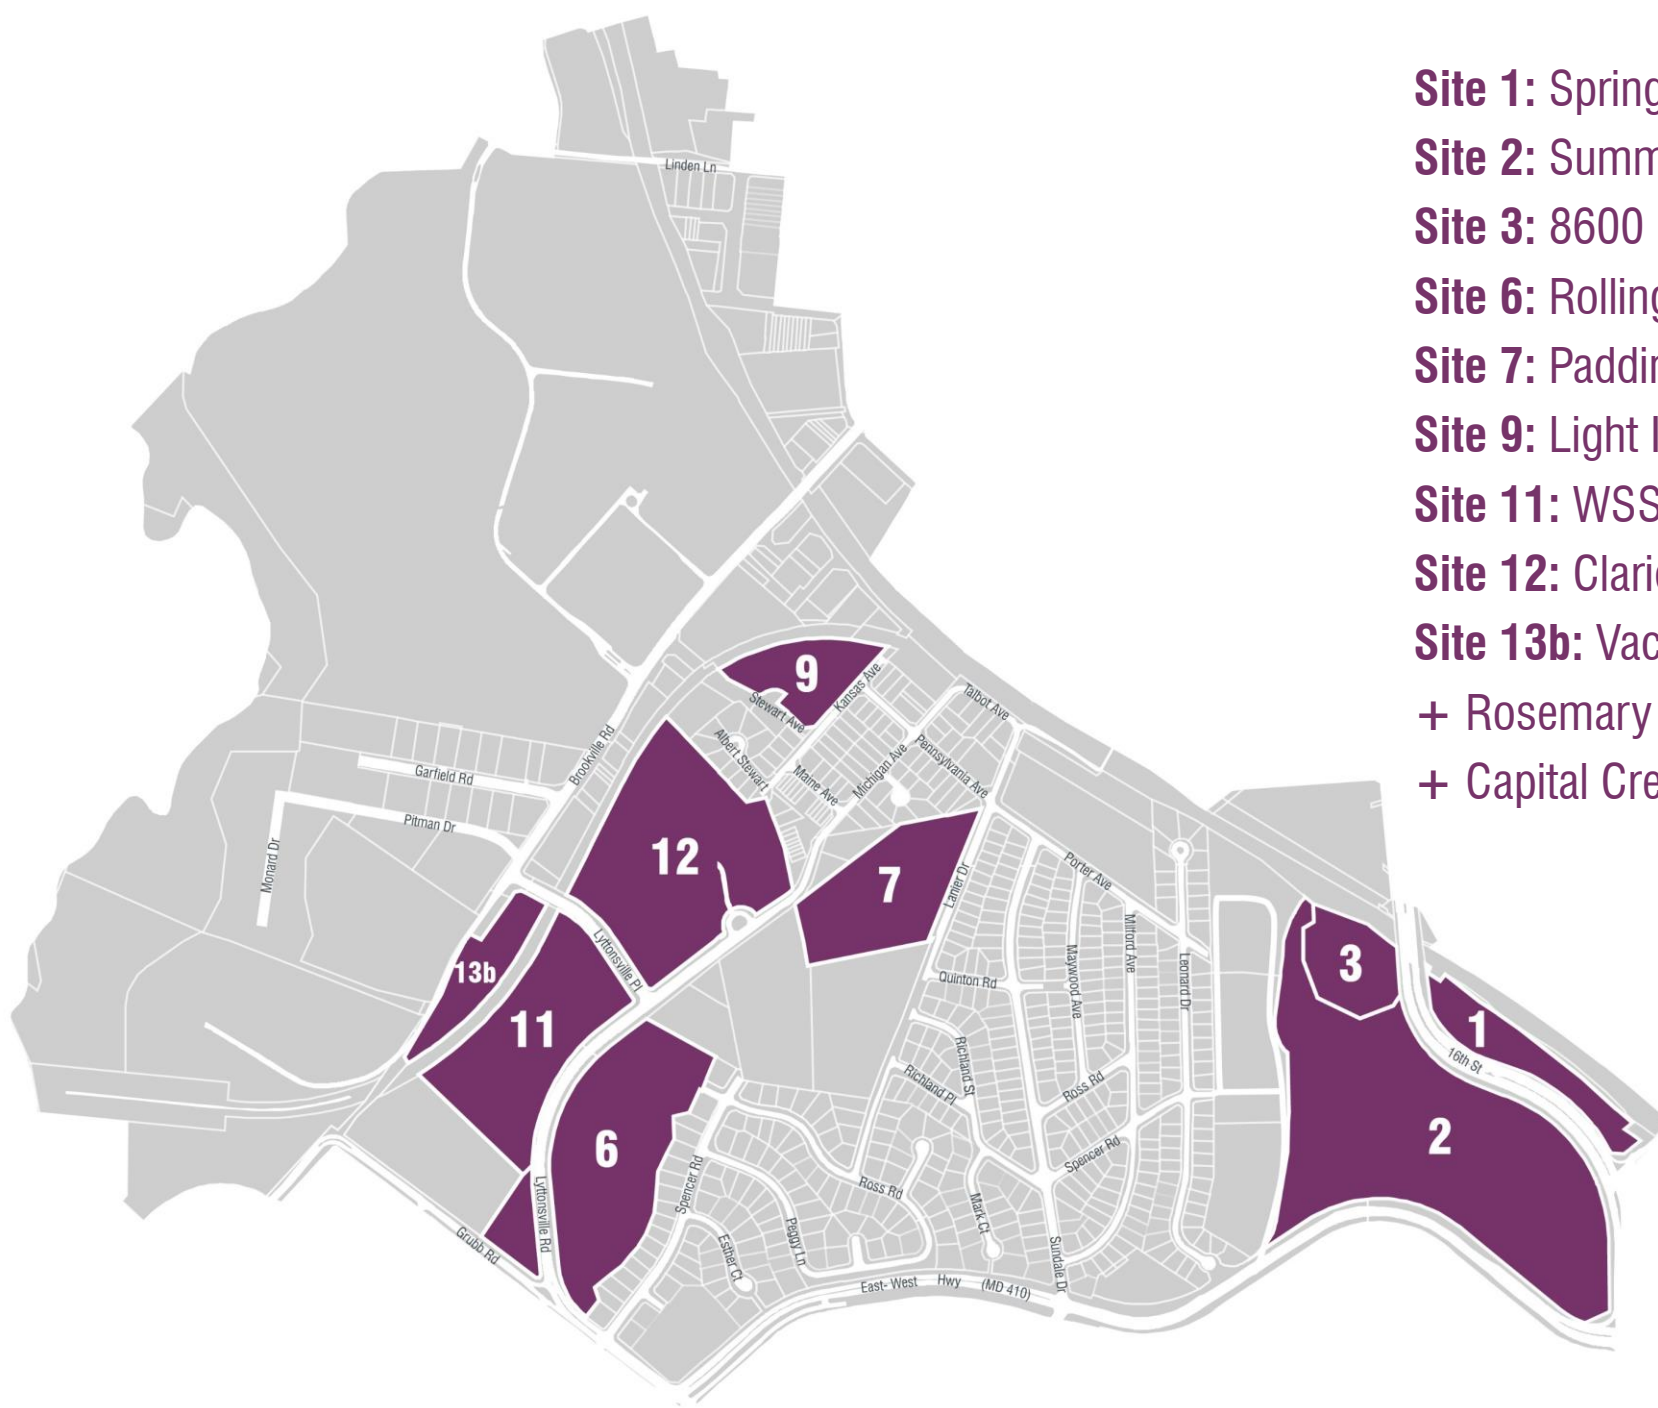 Site 1: Spring
Site 2: Summ
Site 3: 8600
Site 6: Rolling
Site 7: Paddin
Site 9: Light I
Site 11: WSS
Site 12: Clari
Site 13b: Vac
+ Rosemary
+ Capital Cre
Linden Ln
9
Kansas Ave.
Stewart Ave
Talbot Ave
Albert Stewart
Brookville Rd
Michigan Ave
Pennsylvania Ave
Maine Ave
Garfield Rd
Pitman Dr
Monard Dr
12
7
Lanier Dr
Porter Ave
Milford Ave
Maywood Ave
Leonard Dr
Lyttonsville Pl
13b
11
Quinton Rd
3
1
16th St
Richland St
Richland Pl
Ross Rd
Spencer Rd
2
6
Lyttonsville Rd
Grubb Rd
Spencer Rd
Ross Rd
Mark Ct
Peggy Ln
Esther Ct
Sundale Dr
East- West Hwy (MD 410)